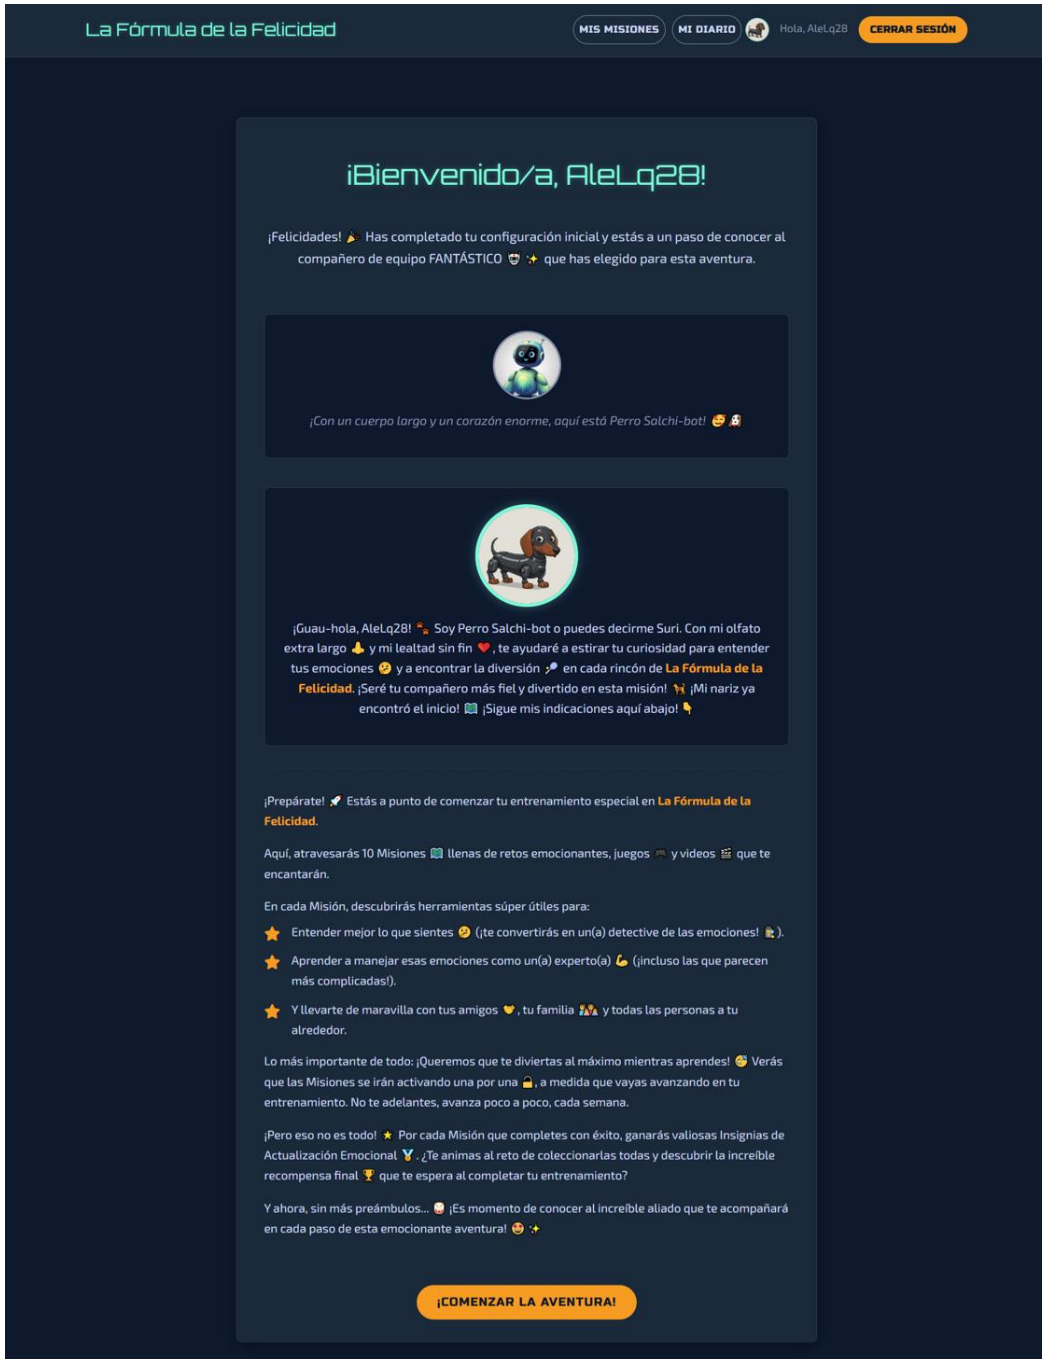 La Fórmula de la Felicidad
MIS MISIONES
MI DIARIO
Hola, AleLq28
CERRAR SESIÓN
¡Bienvenido/a, AleLq28!
¡Felicidades! 🎉 Has completado tu configuración inicial y estás a un paso de conocer al
compañero de equipo FANTÁSTICO 🤖 ✨ que has elegido para esta aventura.
¡Con un cuerpo largo y un corazón enorme, aquí está Perro Salchi-bot! 🥰 🐶
¡Guau-hola, AleLq28! 🐾 Soy Perro Salchi-bot o puedes decirme Suri. Con mi olfato
extra largo 👃 y mi lealtad sin fin ❤️, te ayudaré a estirar tu curiosidad para entender
tus emociones 🤔 y a encontrar la diversión 🎾 en cada rincón de La Fórmula de la
Felicidad. ¡Seré tu compañero más fiel y divertido en esta misión! 🐕 ¡Mi nariz ya
encontró el inicio! 🗺️ ¡Sigue mis indicaciones aquí abajo! 👇
¡Prepárate! 🚀 Estás a punto de comenzar tu entrenamiento especial en La Fórmula de la
Felicidad.
Aquí, atravesarás 10 Misiones 🗺️ llenas de retos emocionantes, juegos 🎮 y videos 🎬 que te
encantarán.
En cada Misión, descubrirás herramientas súper útiles para:
Entender mejor lo que sientes 🤔 (¡te convertirás en un(a) detective de las emociones! 🕵️).
Aprender a manejar esas emociones como un(a) experto(a) 💪 (¡incluso las que parecen
más complicadas!).
Y llevarte de maravilla con tus amigos 💛, tu familia 👨‍👩‍👧 y todas las personas a tu
alrededor.
Lo más importante de todo: ¡Queremos que te diviertas al máximo mientras aprendes! 🥳 Verás
que las Misiones se irán activando una por una 🔓, a medida que vayas avanzando en tu
entrenamiento. No te adelantes, avanza poco a poco, cada semana.
¡Pero eso no es todo! 🌟 Por cada Misión que completes con éxito, ganarás valiosas Insignias de
Actualización Emocional 🏅. ¿Te animas al reto de coleccionarlas todas y descubrir la increíble
recompensa final 🏆 que te espera al completar tu entrenamiento?
Y ahora, sin más preámbulos... 🥁 ¡Es momento de conocer al increíble aliado que te acompañará
en cada paso de esta emocionante aventura! 🤩 ✨
¡COMENZAR LA AVENTURA!